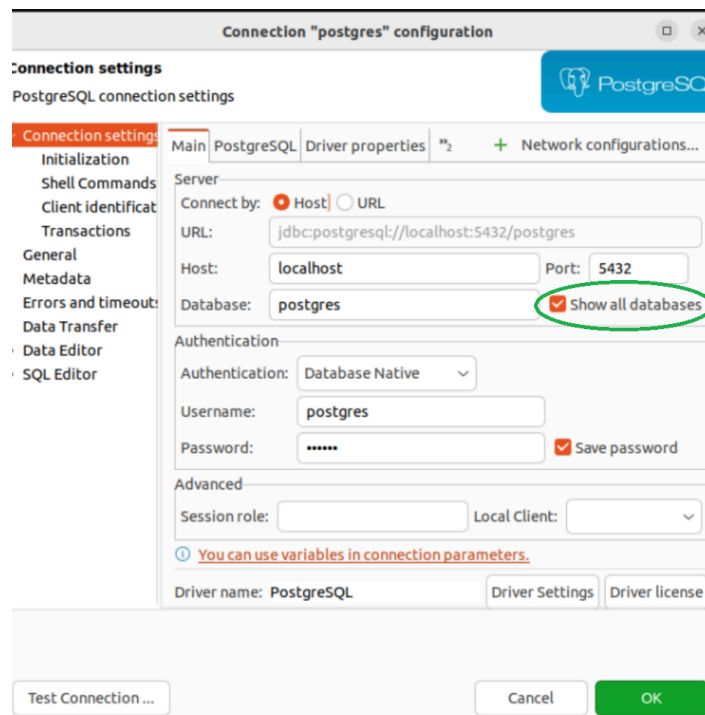 Connection "postgres" configuration
Connection settings
PostgreSQL connection settings
PostgreSQL
Connection settings
Initialization
Shell Commands
Client identificat
Transactions
General
Metadata
Errors and timeouts
Data Transfer
Data Editor
SQL Editor
Main PostgreSQL Driver properties »2 + Network configurations...
Server
Connect by: Host URL
URL: jdbc:postgresql://localhost:5432/postgres
Host: localhost Port: 5432
Database: postgres Show all databases
Authentication
Authentication: Database Native
Username: postgres
Password: •••••• Save password
Advanced
Session role: Local Client:
You can use variables in connection parameters.
Driver name: PostgreSQL Driver Settings Driver license
Test Connection ... Cancel OK